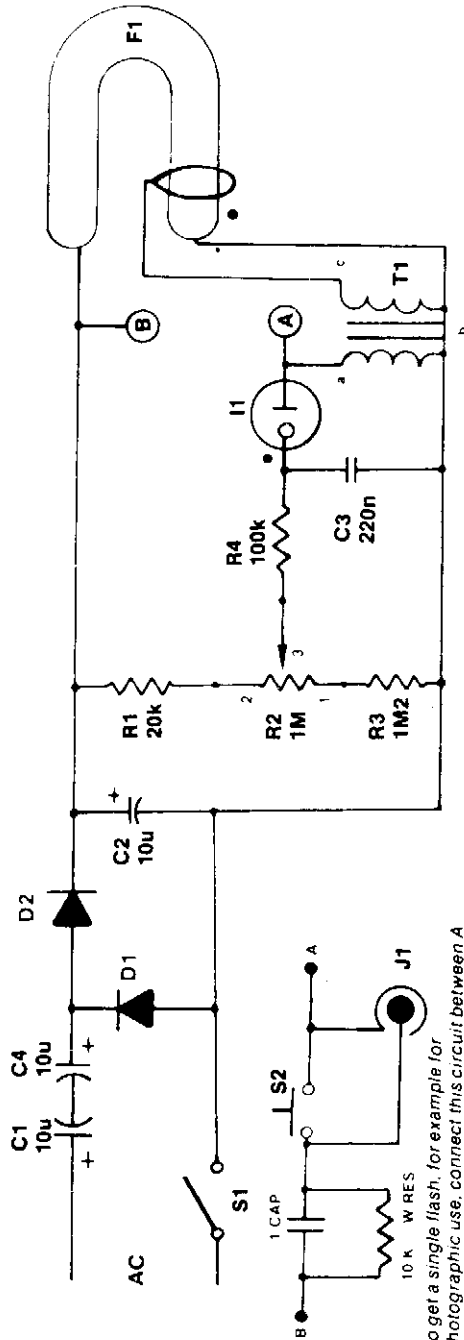 AC
C1
10u
+
C4
10u
+
D2
D1
S1
C2
10u
+
R1
20k
2
R2
1M
3
1
R3
1M2
R4
100k
C3
220n
I1
A
B
a
b
c
T1
F1
B
1 CAP
10 K W RES
S2
A
J1
o get a single flash, for example for
hotographic use, connect this circuit between A